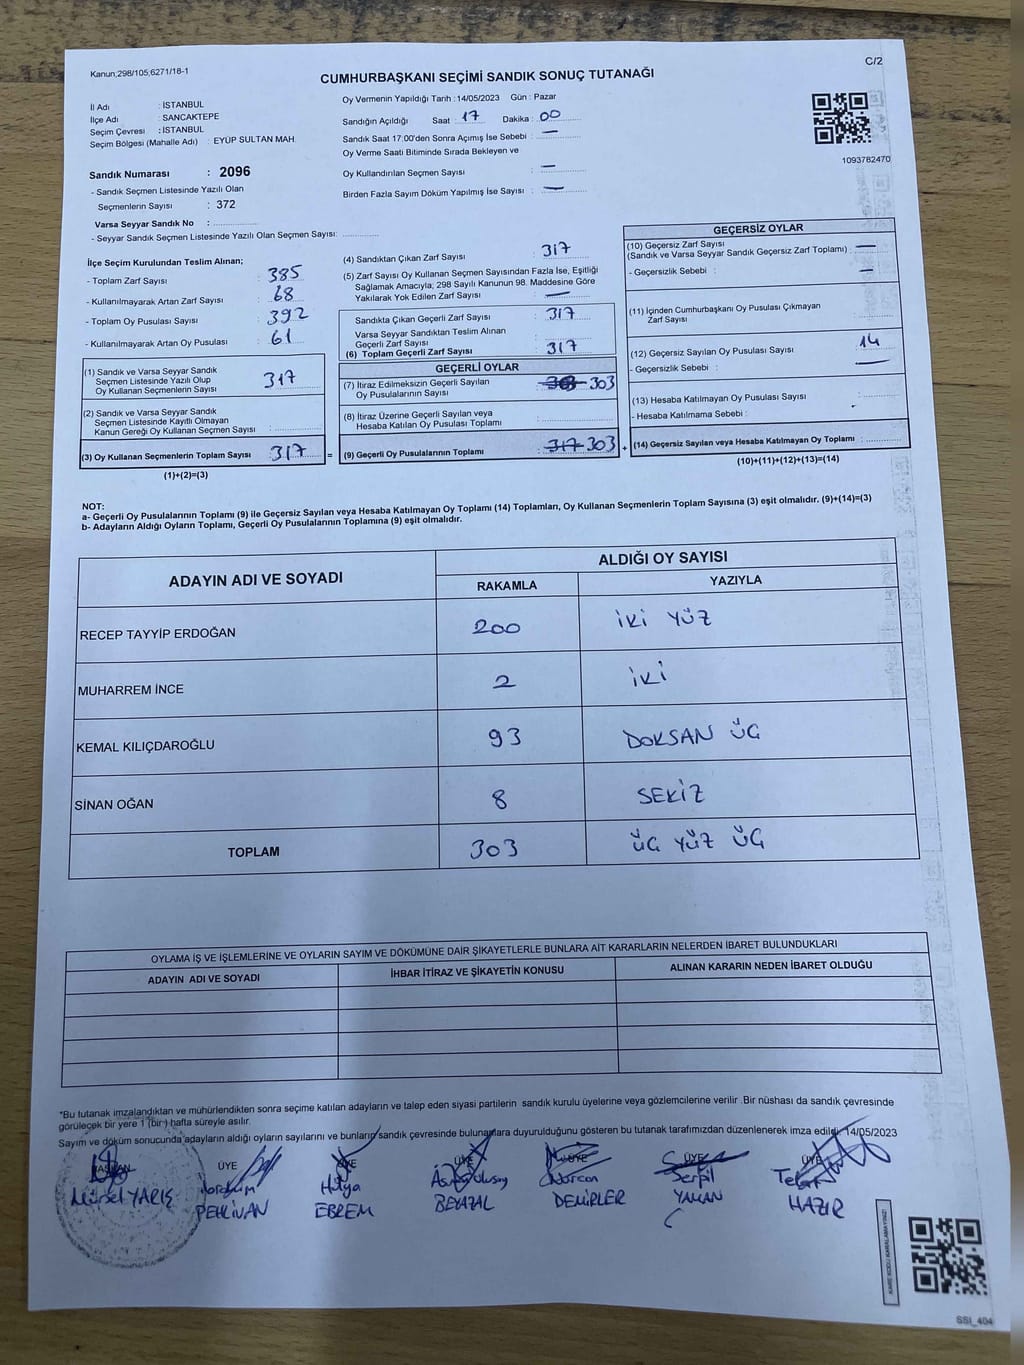 Kanun;298/105;6271/18-1
C/2
CUMHURBAŞKANI SEÇİMİ SANDIK SONUÇ TUTANAĞI
İl Adı : İSTANBUL
İlçe Adı : SANCAKTEPE
Seçim Çevresi : İSTANBUL
Seçim Bölgesi (Mahalle Adı) : EYÜP SULTAN MAH.
Sandık Numarası : 2096
- Sandık Seçmen Listesinde Yazılı Olan
Seçmenlerin Sayısı : 372
Varsa Seyyar Sandık No :
- Seyyar Sandık Seçmen Listesinde Yazılı Olan Seçmen Sayısı:
Oy Vermenin Yapıldığı Tarih :14/05/2023 Gün : Pazar
Sandığın Açıldığı Saat : 17 Dakika : 00
Sandık Saat 17:00'den Sonra Açımış İse Sebebi : —
Oy Verme Saati Bitiminde Sırada Bekleyen ve
Oy Kullandırılan Seçmen Sayısı : —
Birden Fazla Sayım Döküm Yapılmış İse Sayısı : —
1093782470
İlçe Seçim Kurulundan Teslim Alınan;
- Toplam Zarf Sayısı : 385
- Kullanılmayarak Artan Zarf Sayısı : 68
- Toplam Oy Pusulası Sayısı : 392
- Kullanılmayarak Artan Oy Pusulası : 61
(1) Sandık ve Varsa Seyyar Sandık
Seçmen Listesinde Yazılı Olup
Oy Kullanan Seçmenlerin Sayısı : 317
(2) Sandık ve Varsa Seyyar Sandık
Seçmen Listesinde Kayıtlı Olmayan
Kanun Gereği Oy Kullanan Seçmen Sayısı :
(3) Oy Kullanan Seçmenlerin Toplam Sayısı : 317 =
(1)+(2)=(3)
(4) Sandıktan Çıkan Zarf Sayısı : 317
(5) Zarf Sayısı Oy Kullanan Seçmen Sayısından Fazla İse, Eşitliği
Sağlamak Amacıyla; 298 Sayılı Kanunun 98. Maddesine Göre
Yakılarak Yok Edilen Zarf Sayısı : —
Sandıkta Çıkan Geçerli Zarf Sayısı : 317
Varsa Seyyar Sandıktan Teslim Alınan
Geçerli Zarf Sayısı :
(6) Toplam Geçerli Zarf Sayısı : 317
GEÇERLİ OYLAR
(7) İtiraz Edilmeksizin Geçerli Sayılan
Oy Pusulalarının Sayısı : 303
(8) İtiraz Üzerine Geçerli Sayılan veya
Hesaba Katılan Oy Pusulası Toplamı :
(9) Geçerli Oy Pusulalarının Toplamı : 317 303 +
GEÇERSİZ OYLAR
(10) Geçersiz Zarf Sayısı
(Sandık ve Varsa Seyyar Sandık Geçersiz Zarf Toplamı) : —
- Geçersizlik Sebebi : —
(11) İçinden Cumhurbaşkanı Oy Pusulası Çıkmayan
Zarf Sayısı :
(12) Geçersiz Sayılan Oy Pusulası Sayısı : 14
- Geçersizlik Sebebi : —
(13) Hesaba Katılmayan Oy Pusulası Sayısı :
- Hesaba Katılmama Sebebi :
(14) Geçersiz Sayılan veya Hesaba Katılmayan Oy Toplamı :
(10)+(11)+(12)+(13)=(14)
NOT:
a- Geçerli Oy Pusulalarının Toplamı (9) ile Geçersiz Sayılan veya Hesaba Katılmayan Oy Toplamı (14) Toplamları, Oy Kullanan Seçmenlerin Toplam Sayısına (3) eşit olmalıdır. (9)+(14)=(3)
b- Adayların Aldığı Oyların Toplamı, Geçerli Oy Pusulalarının Toplamına (9) eşit olmalıdır.
ADAYIN ADI VE SOYADI
ALDIĞI OY SAYISI
RAKAMLA YAZIYLA
RECEP TAYYİP ERDOĞAN 200 İKİ YÜZ
MUHARREM İNCE 2 İKİ
KEMAL KILIÇDAROĞLU 93 DOKSAN ÜÇ
SİNAN OĞAN 8 SEKİZ
TOPLAM 303 ÜÇ YÜZ ÜÇ
OYLAMA İŞ VE İŞLEMLERİNE VE OYLARIN SAYIM VE DÖKÜMÜNE DAİR ŞİKAYETLERLE BUNLARA AİT KARARLARIN NELERDEN İBARET BULUNDUKLARI
ADAYIN ADI VE SOYADI İHBAR İTİRAZ VE ŞİKAYETİN KONUSU ALINAN KARARIN NEDEN İBARET OLDUĞU
*Bu tutanak imzalandıktan ve mühürlendikten sonra seçime katılan adayların ve talep eden siyasi partilerin sandık kurulu üyelerine veya gözlemcilerine verilir .Bir nüshası da sandık çevresinde
görülecek bir yere 1 (bir) hafta süreyle asılır.
Sayım ve döküm sonucunda adayların aldığı oyların sayılarını ve bunların sandık çevresinde bulunanlara duyurulduğunu gösteren bu tutanak tarafımızdan düzenlenerek imza edildi. 14/05/2023
BAŞKAN ÜYE ÜYE ÜYE ÜYE ÜYE ÜYE
Mürsel YARIŞ Hülya Serpil
PEHLİVAN EBREM BEYAZAL DEMİRLER YAMAN HAZIR
KARE KODU KARALAMAYINIZ!
SSI_404